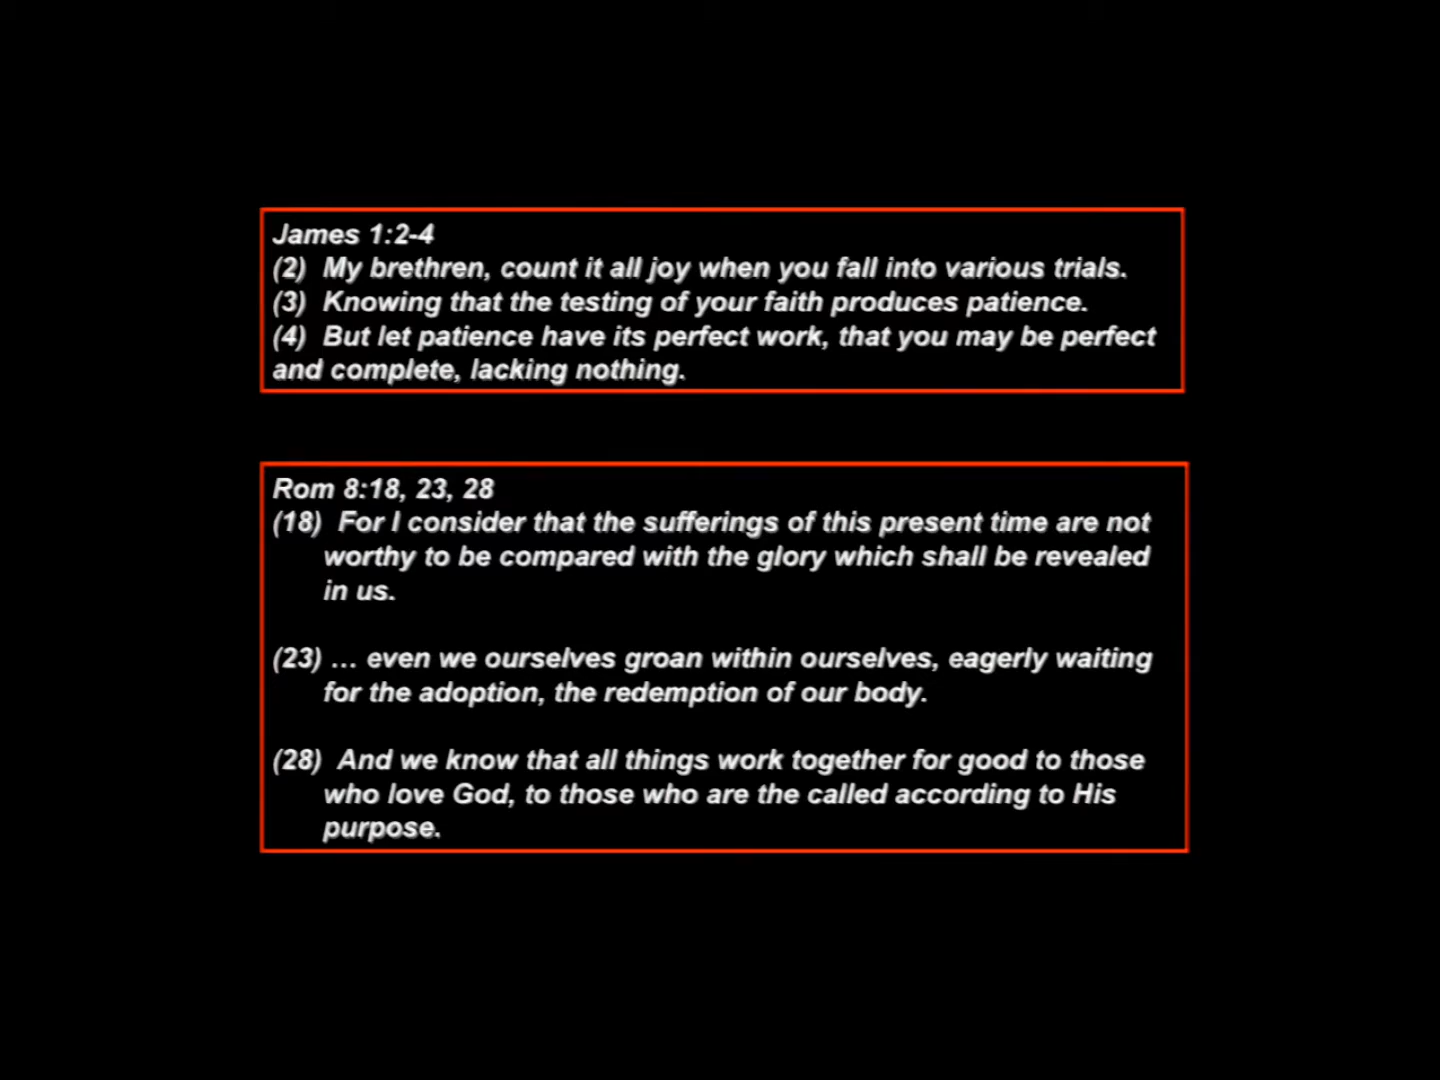 James 1:2-4
(2) My brethren, count it all joy when you fall into various trials.
(3) Knowing that the testing of your faith produces patience.
(4) But let patience have its perfect work, that you may be perfect
and complete, lacking nothing.
Rom 8:18, 23, 28
(18) For I consider that the sufferings of this present time are not
worthy to be compared with the glory which shall be revealed
in us.
(23) … even we ourselves groan within ourselves, eagerly waiting
for the adoption, the redemption of our body.
(28) And we know that all things work together for good to those
who love God, to those who are the called according to His
purpose.